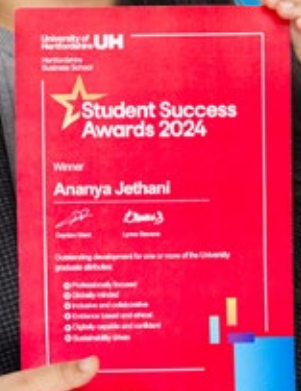 University of
Hertfordshire UH
Hertfordshire
Business School
Student Success
Awards 2024
Winner
Ananya Jethani
Outstanding development for one or more of the University
graduate attributes:
Professionally focused
Globally minded
Inclusive and collaborative
Evidence based and ethical
Digitally capable and confident
Sustainability driven